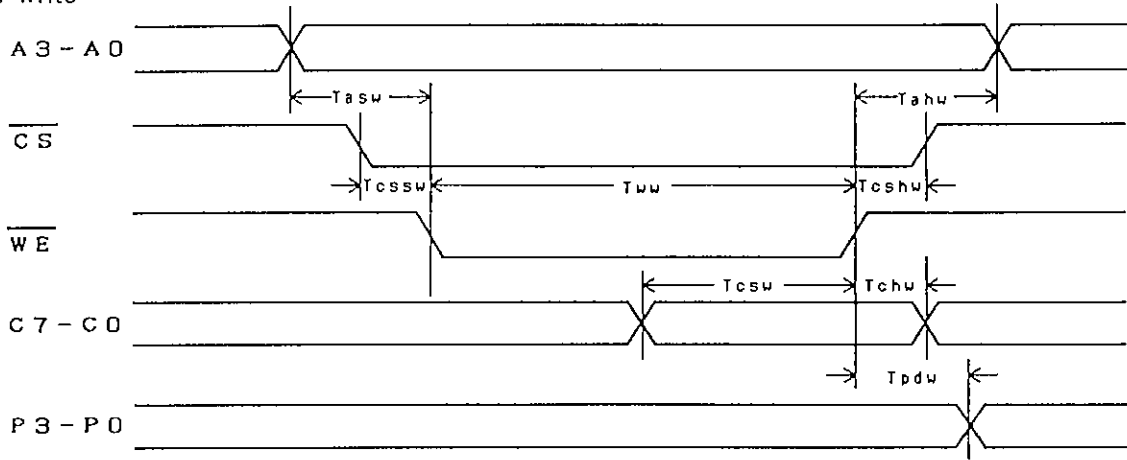 Write
A3-A0
Tasw Tahw
CS
Tcssw Tww Tcshw
WE
Tcsw Tchw
C7-C0
Tpdw
P3-P0